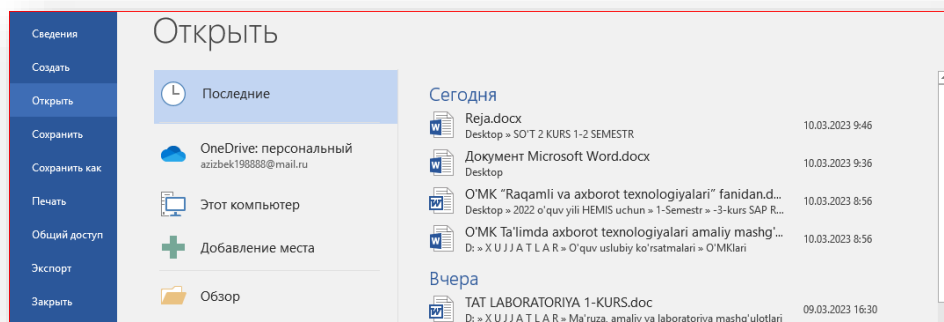 Сведения
Создать
Открыть
Сохранить
Сохранить как
Печать
Общий доступ
Экспорт
Закрыть
Открыть
Последние
OneDrive: персональный
azizbek198888@mail.ru
Этот компьютер
Добавление места
Обзор
Сегодня
Reja.docx
Desktop » SO'T 2 KURS 1-2 SEMESTR
10.03.2023 9:46
Документ Microsoft Word.docx
Desktop
10.03.2023 9:36
O'MK “Raqamli va axborot texnologiyalari” fanidan.d...
Desktop » 2022 o'quv yili HEMIS uchun » 1-Semestr » -3-kurs SAP R...
10.03.2023 8:56
O'MK Ta'limda axborot texnologiyalari amaliy mashg'...
D: » X U J J A T L A R » O'quv uslubiy ko'rsatmalari » O'MKlari
10.03.2023 8:56
Вчера
TAT LABORATORIYA 1-KURS.doc
D: » X U J J A T L A R » Ma'ruza, amaliy va laboratoriya mashg'ulotlari
09.03.2023 16:30